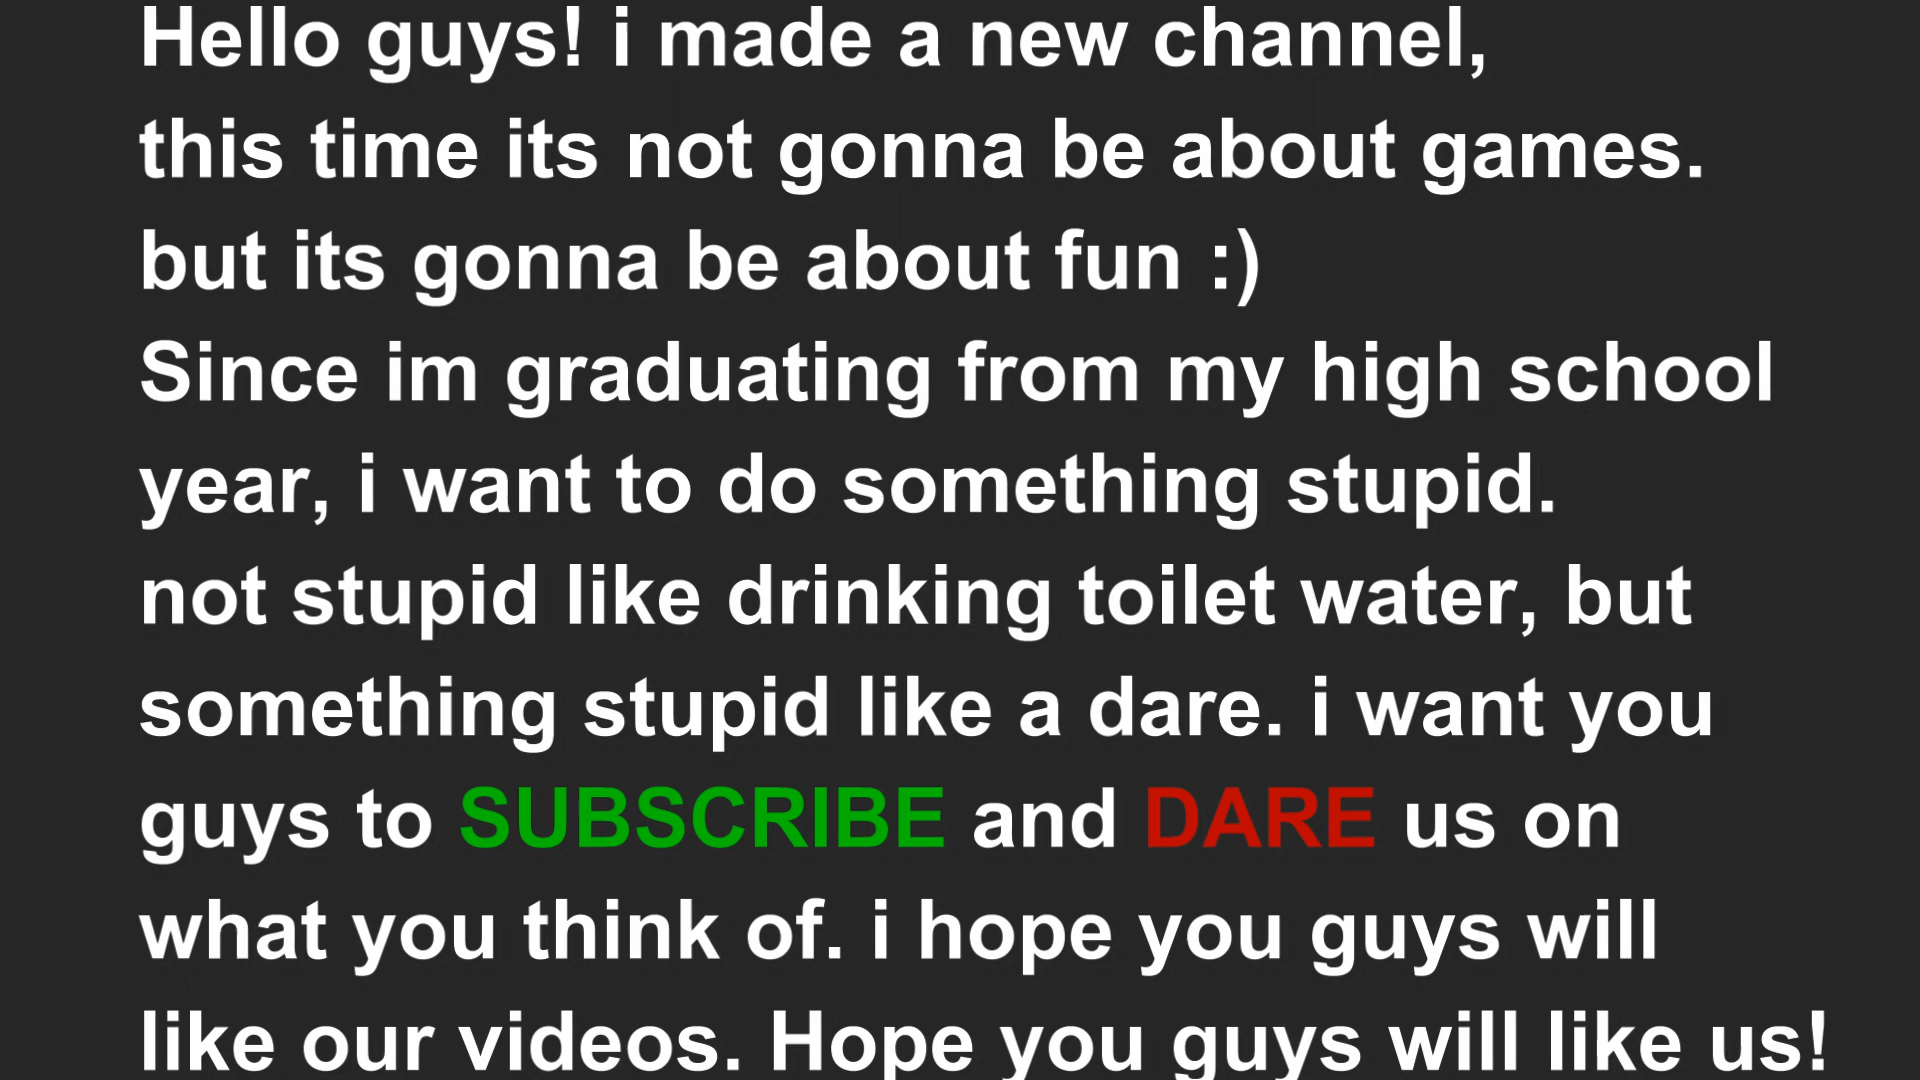 Hello guys! i made a new channel,
this time its not gonna be about games.
but its gonna be about fun :)
Since im graduating from my high school
year, i want to do something stupid.
not stupid like drinking toilet water, but
something stupid like a dare. i want you
guys to SUBSCRIBE and DARE us on
what you think of. i hope you guys will
like our videos. Hope you guys will like us!